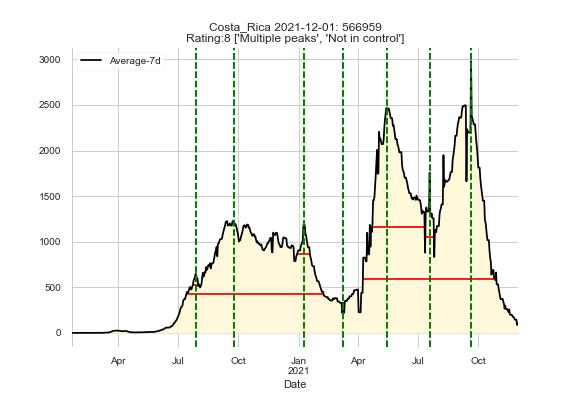 Costa_Rica 2021-12-01: 566959
Rating:8 ['Multiple peaks', 'Not in control']
Average-7d
3000
2500
2000
1500
1000
500
0
Apr Jul Oct Jan Apr Jul Oct
2021
Date